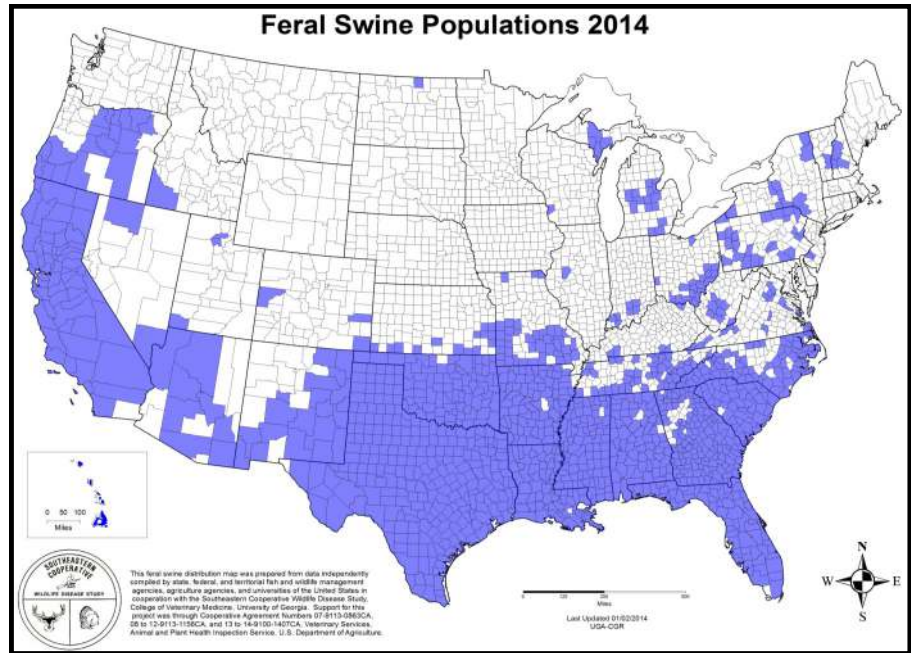 Feral Swine Populations 2014
0 50 100
Miles
SOUTHEASTERN
COOPERATIVE
WILDLIFE DISEASE STUDY
This feral swine distribution map was prepared from data independently
compiled by state, federal, and territorial fish and wildlife management
agencies, agriculture agencies, and universities of the United States in
cooperation with the Southeastern Cooperative Wildlife Disease Study,
College of Veterinary Medicine, University of Georgia. Support for this
project was through Cooperative Agreement Numbers 07-9113-0863CA,
08 to 12-9113-1156CA, and 13 to 14-9100-1407CA, Veterinary Services,
Animal and Plant Health Inspection Service, U.S. Department of Agriculture.
Miles
Last Updated 01/02/2014
UGA-CGR
N
W
E
S